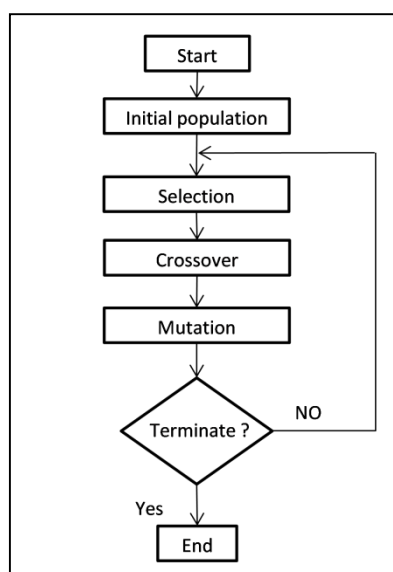 Start
Initial population
Selection
Crossover
Mutation
Terminate ?
NO
Yes
End